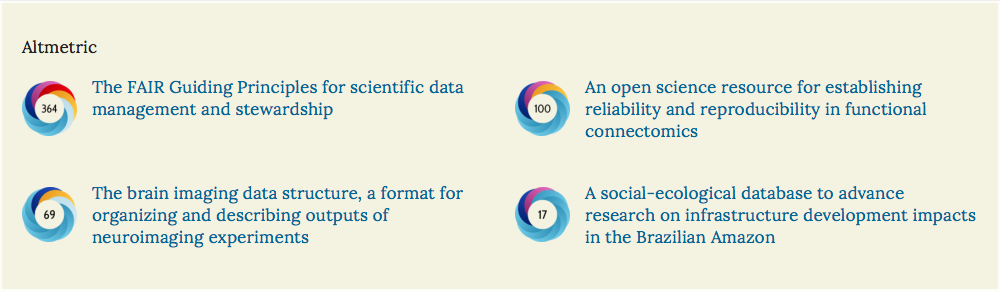 Altmetric
364
The FAIR Guiding Principles for scientific data
management and stewardship
100
An open science resource for establishing
reliability and reproducibility in functional
connectomics
69
The brain imaging data structure, a format for
organizing and describing outputs of
neuroimaging experiments
17
A social-ecological database to advance
research on infrastructure development impacts
in the Brazilian Amazon